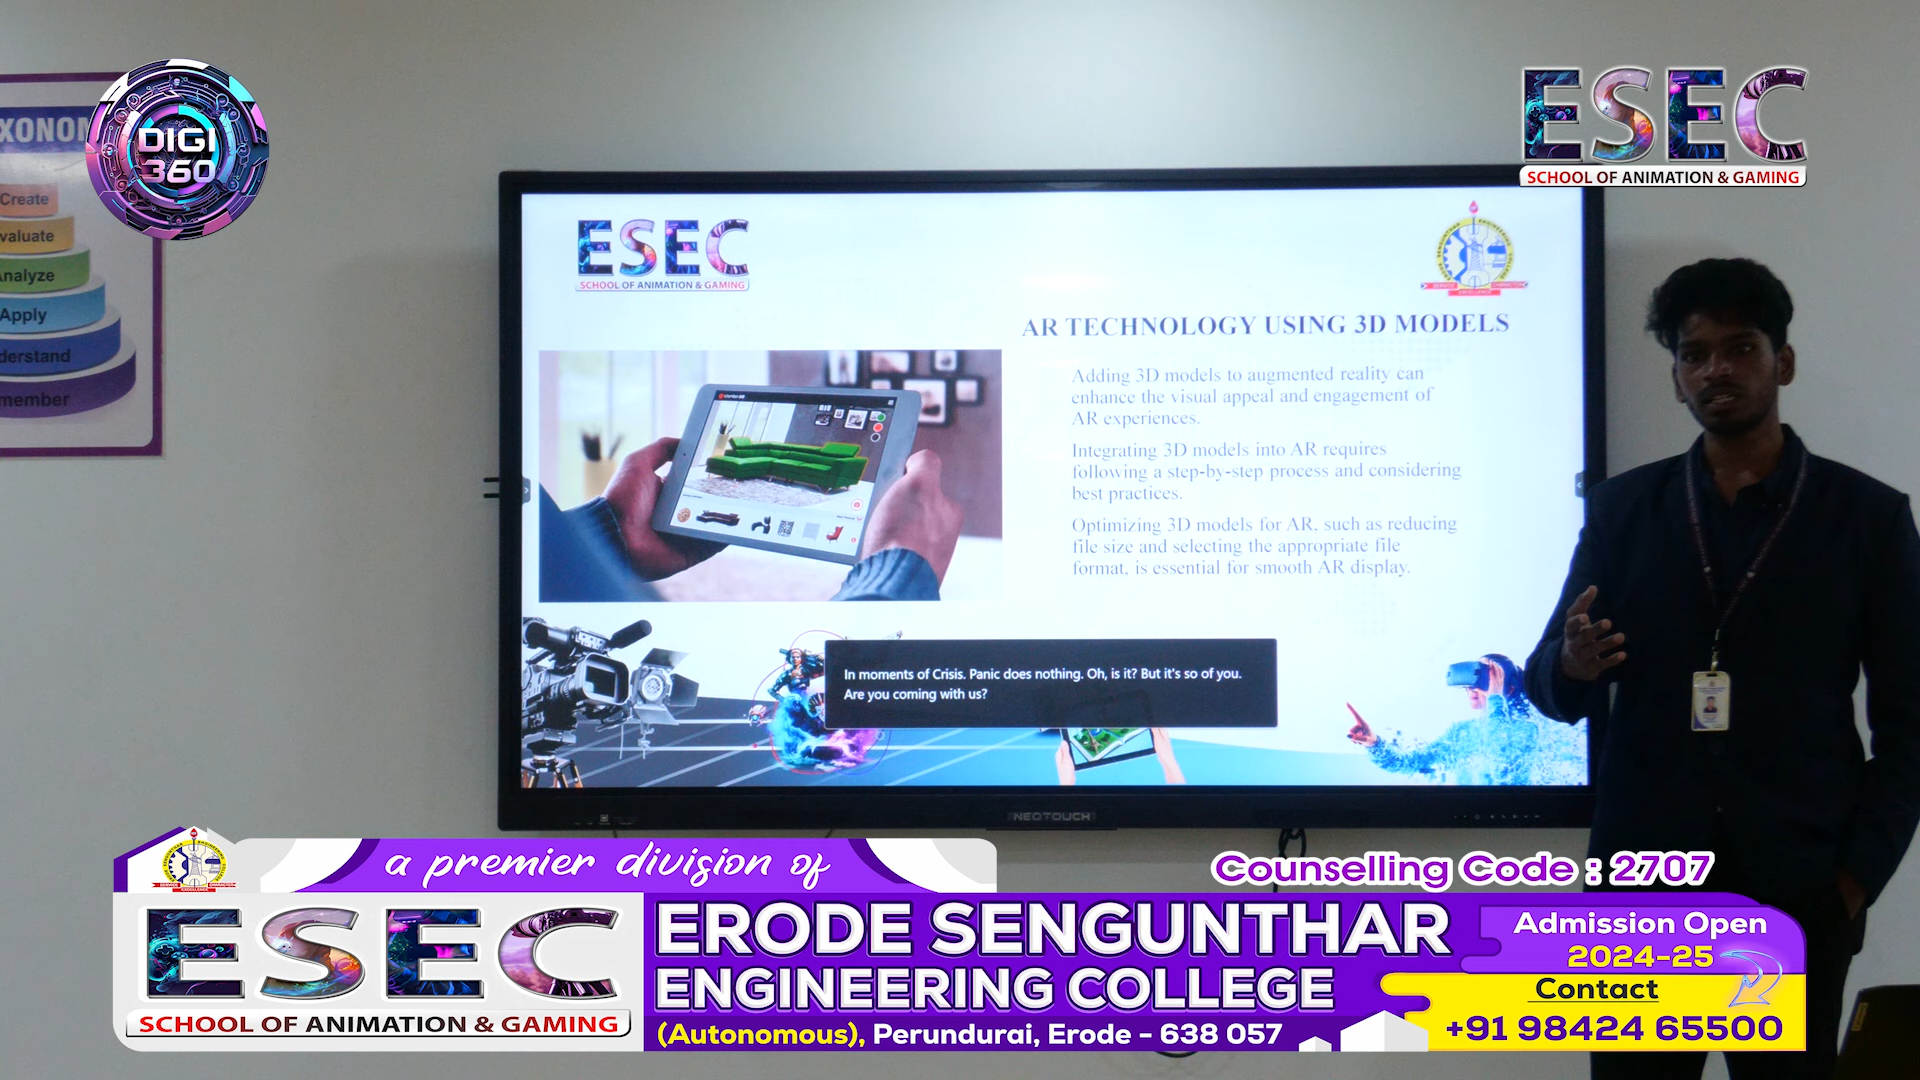 XONOM
Create
valuate
Analyze
Apply
derstand
member
DIGI
360
ESEC
SCHOOL OF ANIMATION & GAMING
ESEC
SCHOOL OF ANIMATION & GAMING
AR TECHNOLOGY USING 3D MODELS
Adding 3D models to augmented reality can
enhance the visual appeal and engagement of
AR experiences.
Integrating 3D models into AR requires
following a step-by-step process and considering
best practices.
Optimizing 3D models for AR, such as reducing
file size and selecting the appropriate file
format, is essential for smooth AR display.
In moments of Crisis. Panic does nothing. Oh, is it? But it's so of you.
Are you coming with us?
NEOTOUCH
a premier division of
Counselling Code : 2707
ESEC
SCHOOL OF ANIMATION & GAMING
ERODE SENGUNTHAR
ENGINEERING COLLEGE
(Autonomous), Perundurai, Erode - 638 057
Admission Open
2024-25
Contact
+91 98424 65500